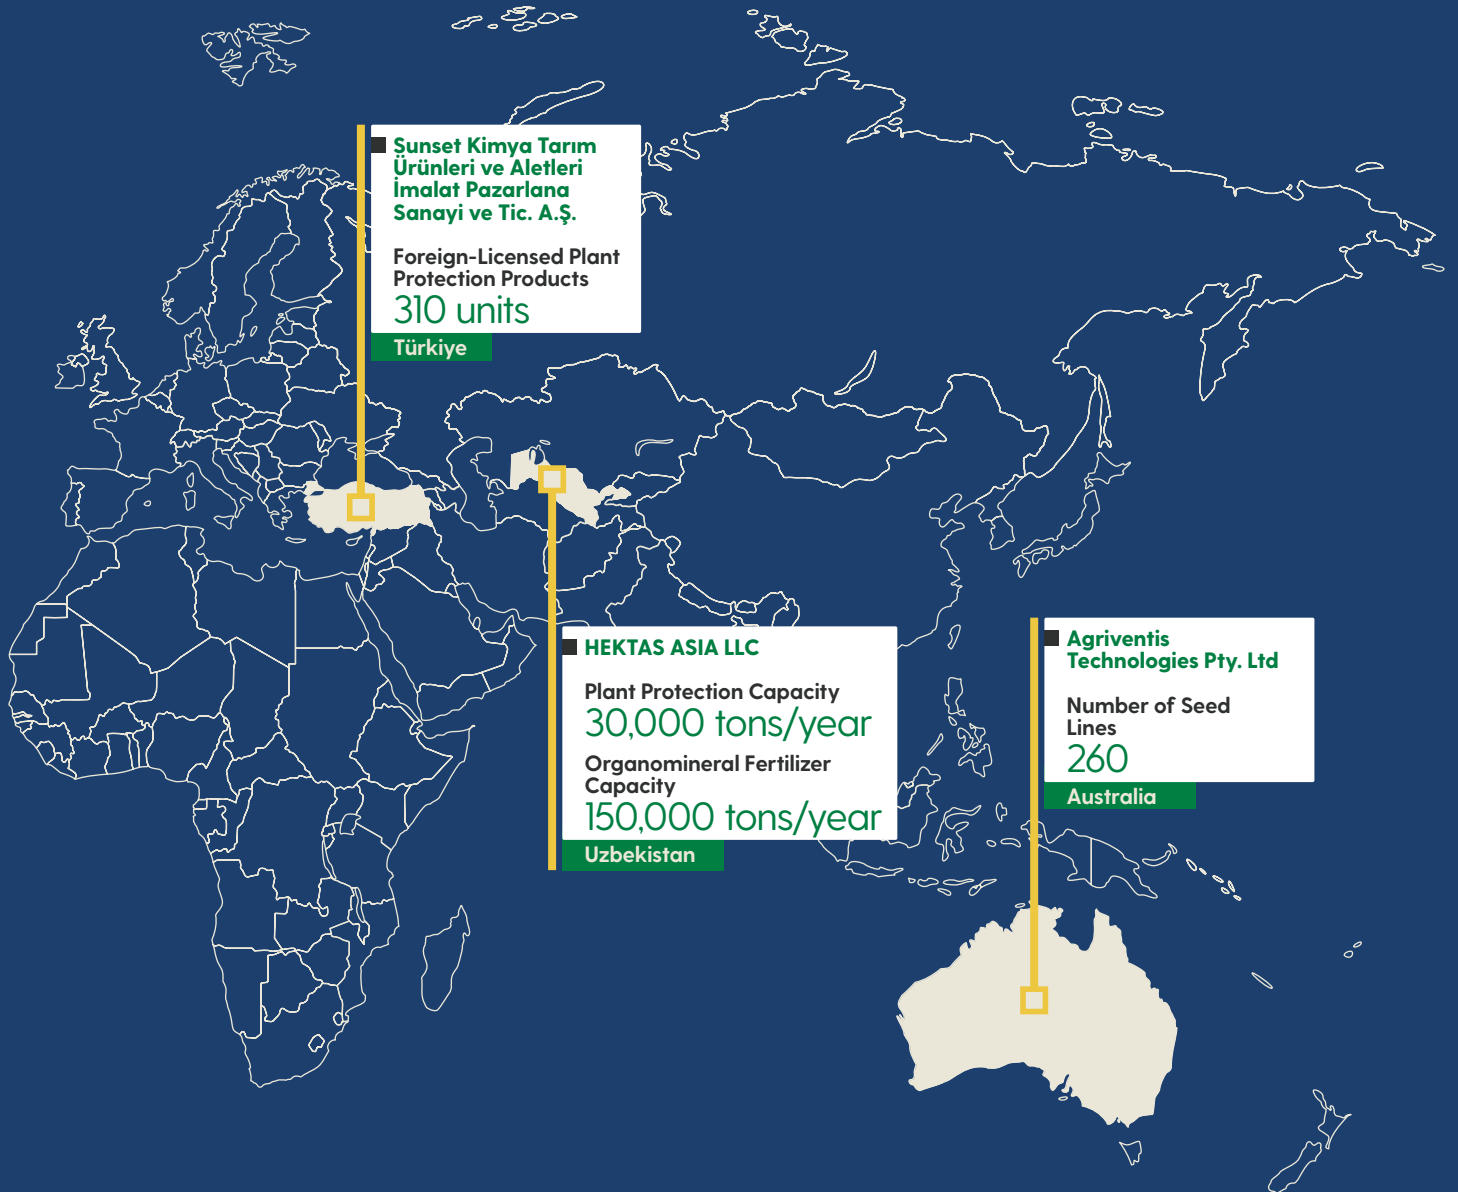 Sunset Kimya Tarım
Ürünleri ve Aletleri
İmalat Pazarlana
Sanayi ve Tic. A.Ş.
Foreign-Licensed Plant
Protection Products
310 units
Türkiye
HEKTAS ASIA LLC
Plant Protection Capacity
30,000 tons/year
Organomineral Fertilizer
Capacity
150,000 tons/year
Uzbekistan
Agriventis
Technologies Pty. Ltd
Number of Seed
Lines
260
Australia